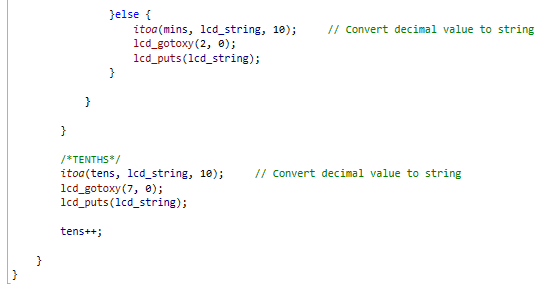 }else {
itoa(mins, lcd_string, 10); // Convert decimal value to string
lcd_gotoxy(2, 0);
lcd_puts(lcd_string);
}
}
}
/*TENTHS*/
itoa(tens, lcd_string, 10); // Convert decimal value to string
lcd_gotoxy(7, 0);
lcd_puts(lcd_string);
tens++;
}
}